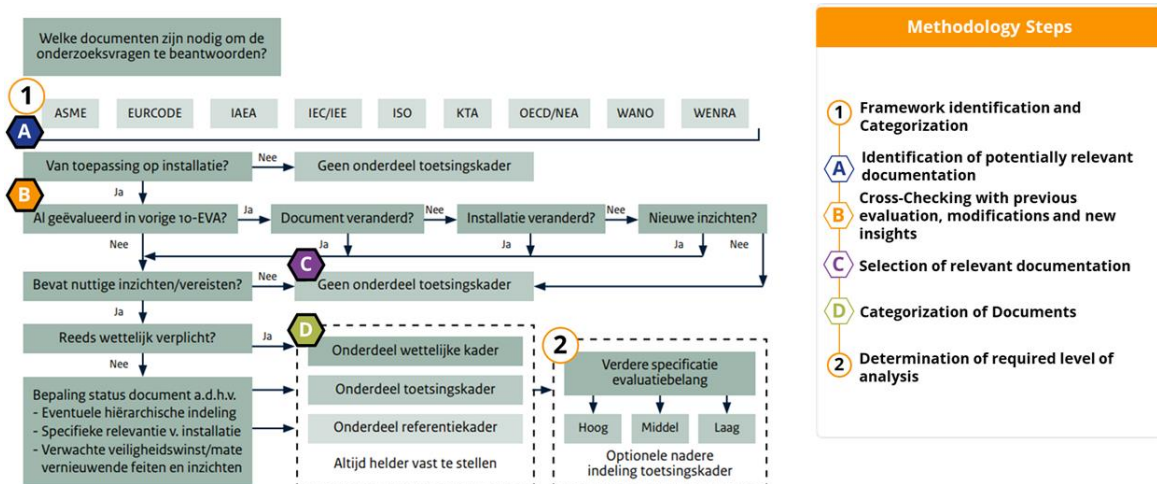 Welke documenten zijn nodig om de
onderzoeksvragen te beantwoorden?
1
ASME
EURCODE
IAEA
IEC/IEE
ISO
KTA
OECD/NEA
WANO
WENRA
A
Van toepassing op installatie?
Nee
Geen onderdeel toetsingskader
Ja
B
Al geëvalueerd in vorige 10-EVA?
Ja
Document veranderd?
Nee
Installatie veranderd?
Nee
Nieuwe inzichten?
Nee
Ja
Ja
Ja
Nee
C
Bevat nuttige inzichten/vereisten?
Nee
Geen onderdeel toetsingskader
Ja
Reeds wettelijk verplicht?
Ja
Nee
D
Onderdeel wettelijke kader
Onderdeel toetsingskader
Onderdeel referentiekader
Altijd helder vast te stellen
Bepaling status document a.d.h.v.
- Eventuele hiërarchische indeling
- Specifieke relevantie v. installatie
- Verwachte veiligheidswinst/mate
vernieuwende feiten en inzichten
2
Verdere specificatie
evaluatiebelang
Hoog
Middel
Laag
Optionele nadere
indeling toetsingskader
Methodology Steps
1 Framework identification and
Categorization
A Identification of potentially relevant
documentation
B Cross-Checking with previous
evaluation, modifications and new
insights
C Selection of relevant documentation
D Categorization of Documents
2 Determination of required level of
analysis